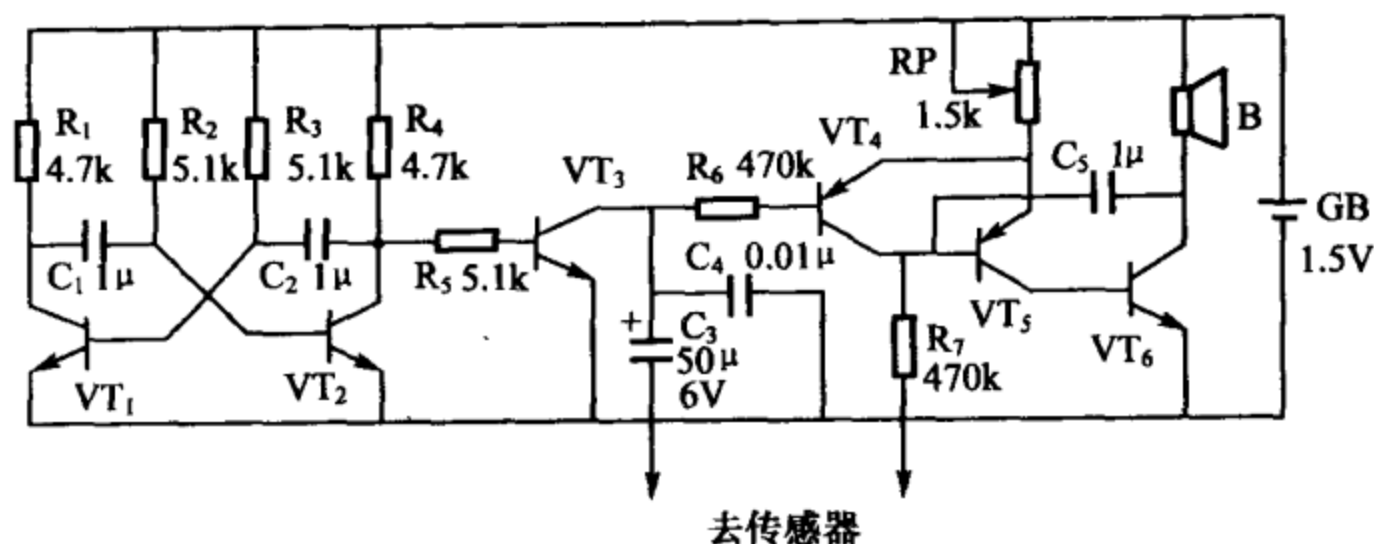 R1 4.7k
R2 5.1k
R3 5.1k
R4 4.7k
C1 1μ
C2 1μ
VT1
VT2
R5 5.1k
VT3
R6 470k
C4 0.01μ
+
C3
50μ
6V
VT4
RP
1.5k
C5 1μ
VT5
R7
470k
VT6
B
GB
1.5V
去传感器